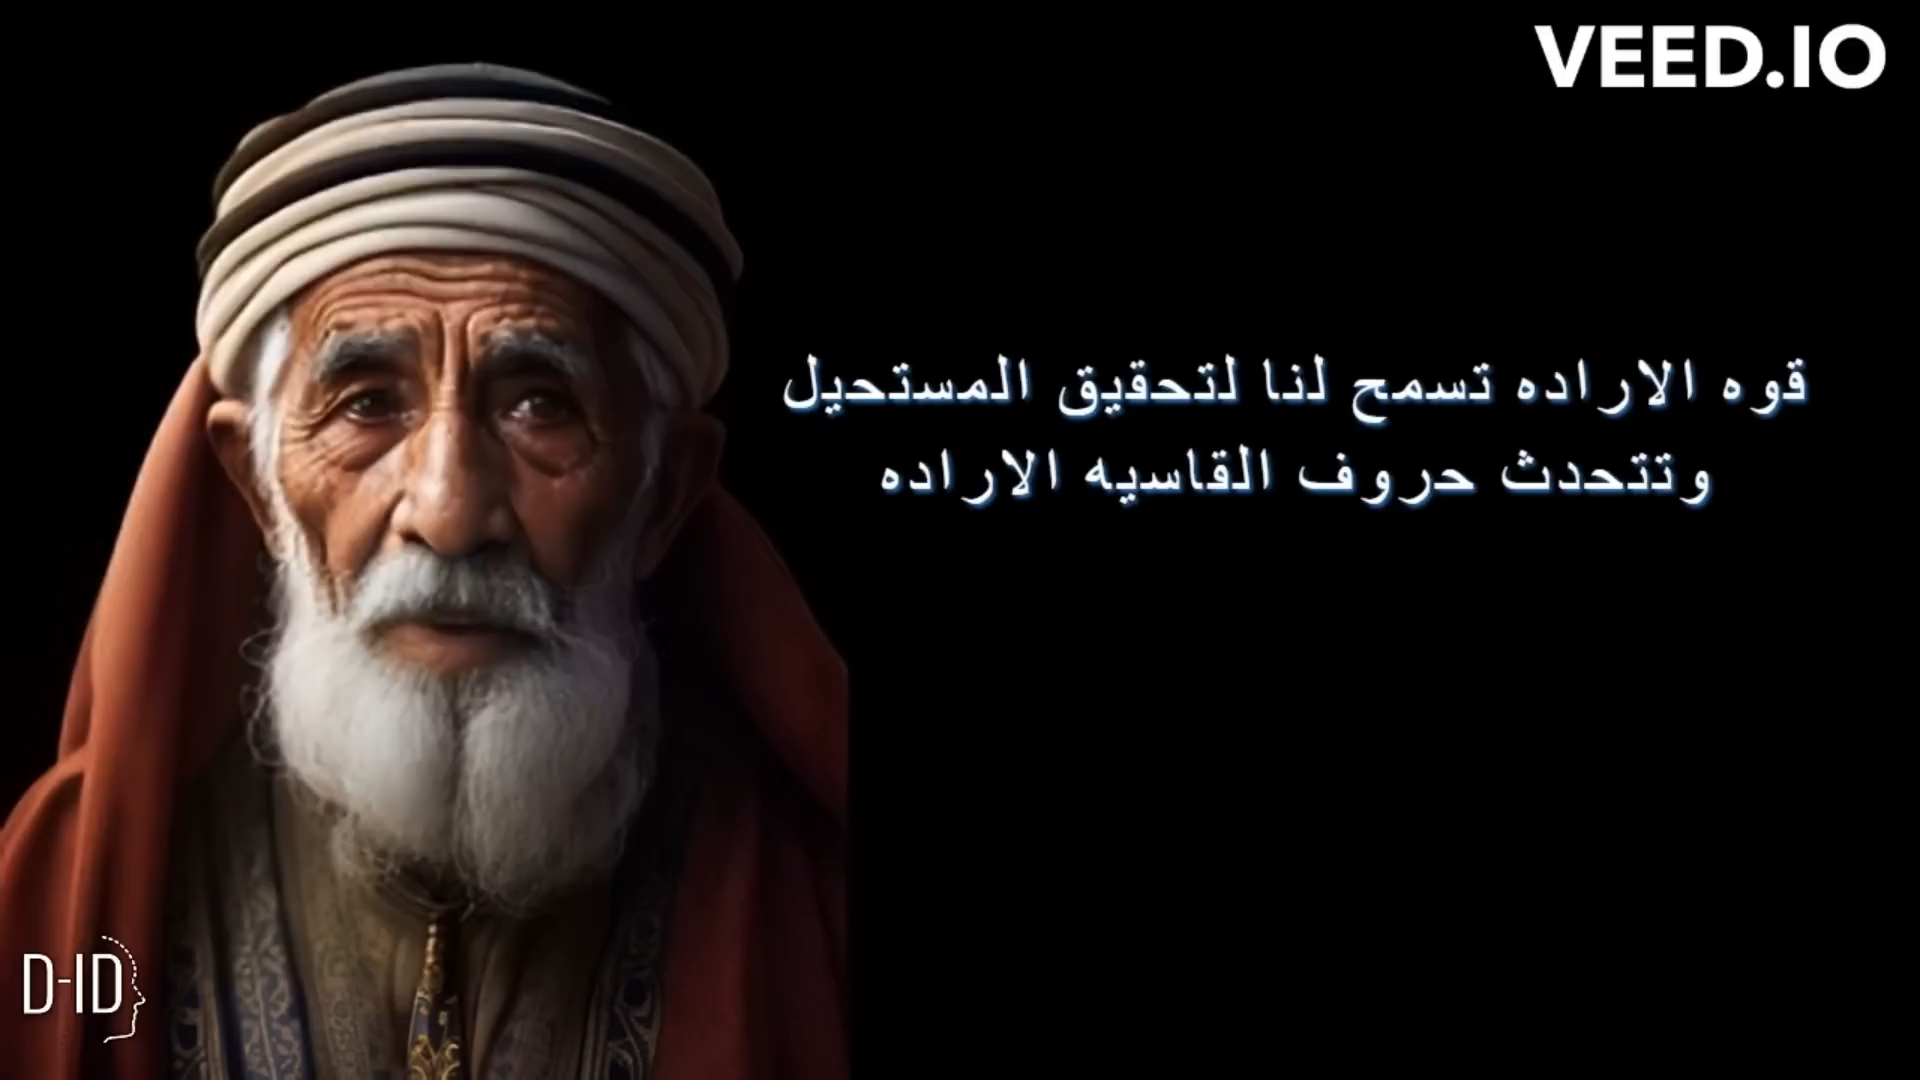 VEED.IO
قوه الاراده تسمح لنا لتحقيق المستحيل
وتتحدث حروف القاسيه الاراده
D-ID